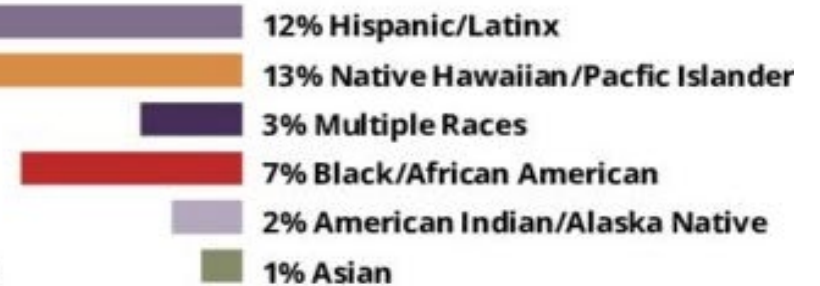 12% Hispanic/Latinx
13% Native Hawaiian/Pacfic Islander
3% Multiple Races
7% Black/African American
2% American Indian/Alaska Native
1% Asian